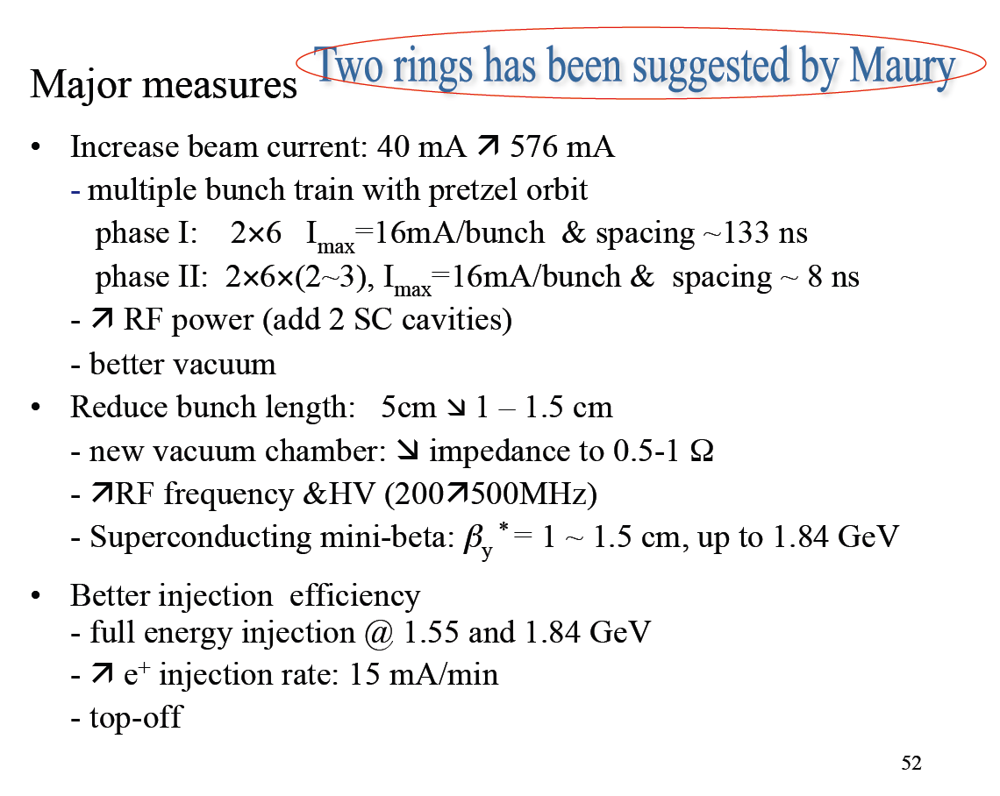 Two rings has been suggested by Maury
Major measures
• Increase beam current: 40 mA ↗ 576 mA
- multiple bunch train with pretzel orbit
phase I: 2×6 Imax=16mA/bunch & spacing ~133 ns
phase II: 2×6×(2~3), Imax=16mA/bunch & spacing ~ 8 ns
- ↗ RF power (add 2 SC cavities)
- better vacuum
• Reduce bunch length: 5cm ↘ 1 – 1.5 cm
- new vacuum chamber: ↘ impedance to 0.5-1 Ω
- ↗RF frequency &HV (200↗500MHz)
- Superconducting mini-beta: βy* = 1 ~ 1.5 cm, up to 1.84 GeV
• Better injection efficiency
- full energy injection @ 1.55 and 1.84 GeV
- ↗ e⁺ injection rate: 15 mA/min
- top-off
52